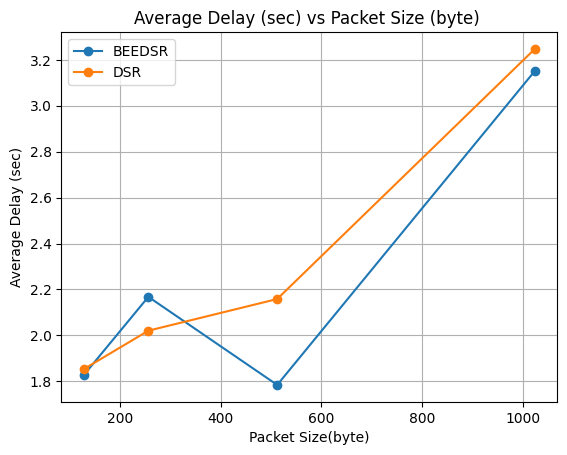 Average Delay (sec) vs Packet Size (byte)
BEEDSR
DSR
Average Delay (sec)
3.2
3.0
2.8
2.6
2.4
2.2
2.0
1.8
200 400 600 800 1000
Packet Size(byte)